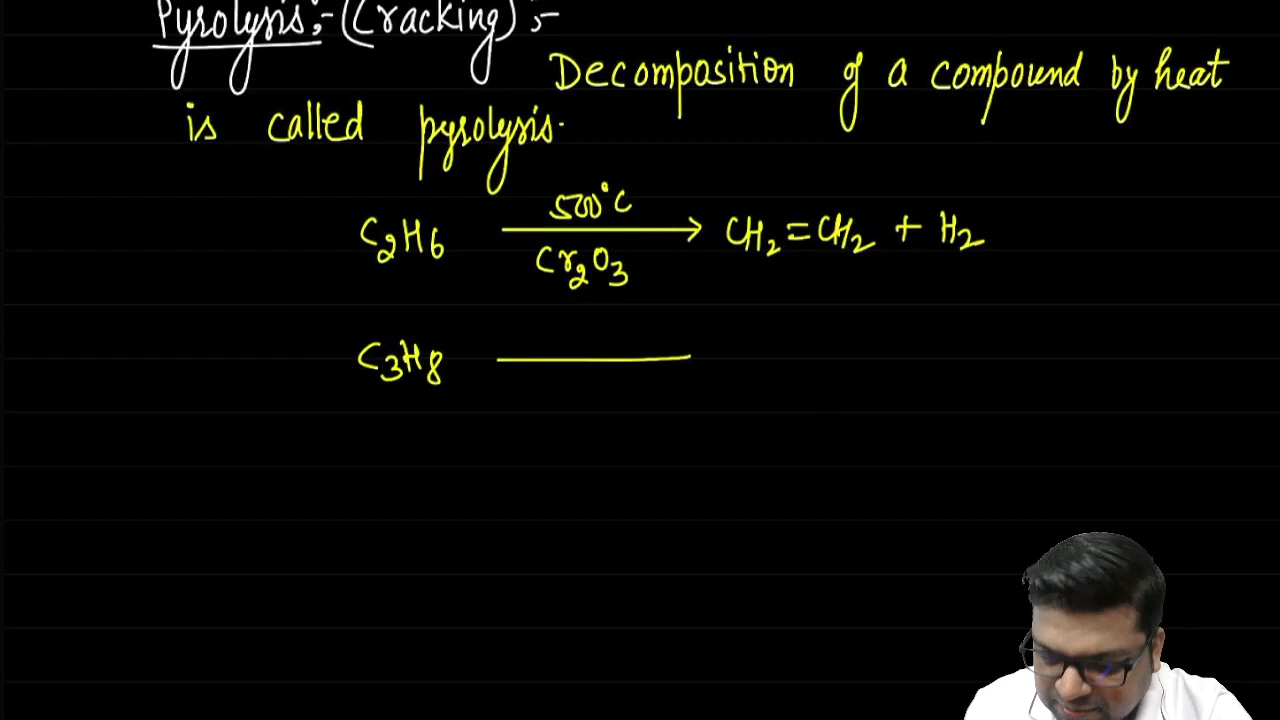 Pyrolysis:- (Cracking) :-
Decomposition of a compound by heat
is called pyrolysis.
C₂H₆ 500°C Cr₂O₃ → CH₂=CH₂ + H₂
C₃H₈